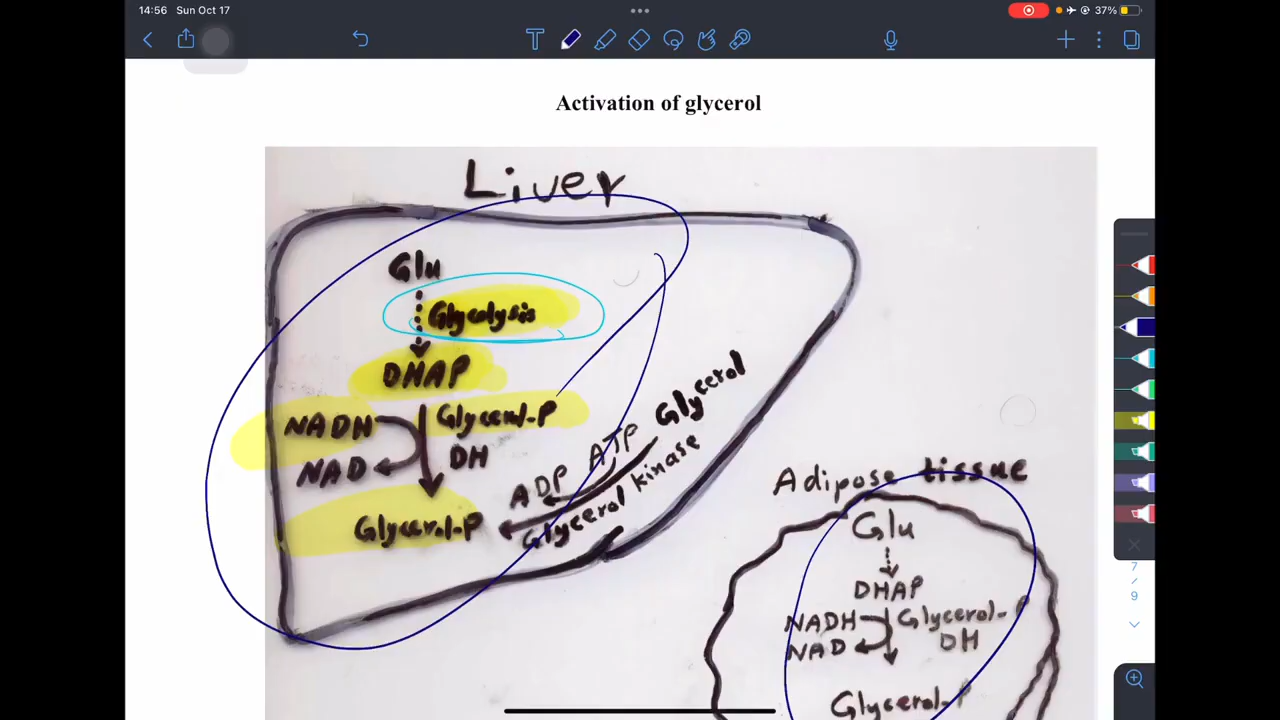 14:56 Sun Oct 17
37%
Activation of glycerol
Liver
Glu
Glycolysis
DHAP
NADH
Glycerol-P
NAD
DH
Glycerol-P
ADP
ATP
Glycerol
Glycerol kinase
Adipose tissue
Glu
DHAP
NADH
Glycerol-P
NAD
DH
Glycerol-P
7
/
9